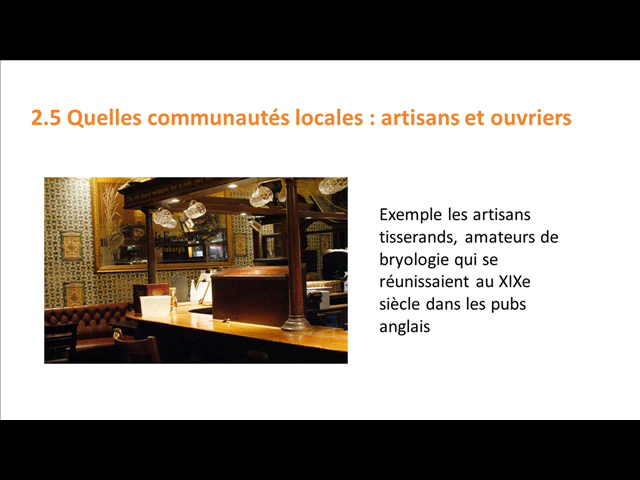 2.5 Quelles communautés locales : artisans et ouvriers
Exemple les artisans
tisserands, amateurs de
bryologie qui se
réunissaient au XIXe
siècle dans les pubs
anglais